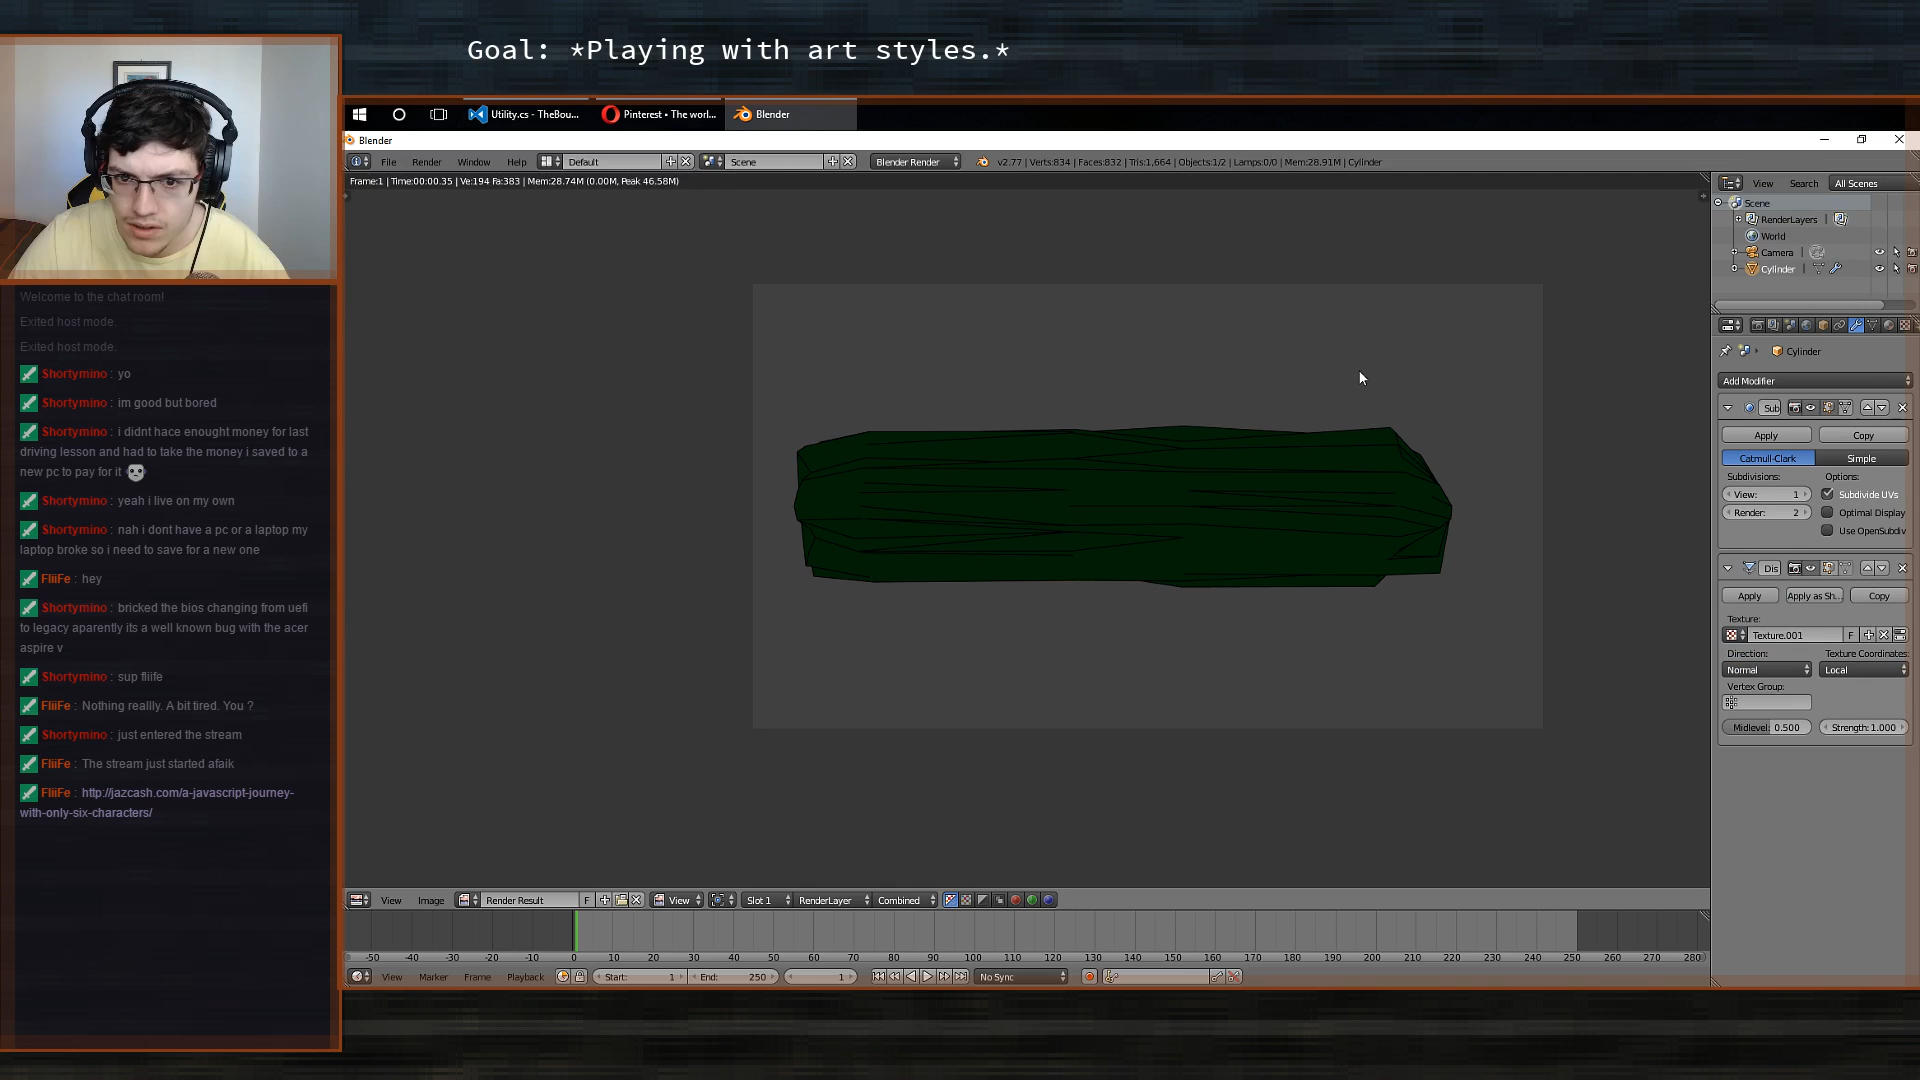 Goal: *Playing with art styles.*
Utility.cs - TheBou...
Pinterest • The worl...
Blender
Blender
File Render Window Help Default Scene Blender Render v2.77 | Verts:834 | Faces:832 | Tris:1,664 | Objects:1/2 | Lamps:0/0 | Mem:28.91M | Cylinder
Frame:1 | Time:00:00.35 | Ve:194 Fa:383 | Mem:28.74M (0.00M, Peak 46.58M)
View Search All Scenes
Scene
RenderLayers
World
Camera
Cylinder
Cylinder
Add Modifier
Sub
Apply Copy
Catmull-Clark Simple
Subdivisions: Options:
View: 1 Subdivide UVs
Render: 2 Optimal Display
Use OpenSubdiv
Dis
Apply Apply as Sh... Copy
Texture:
Texture.001 F
Direction: Texture Coordinates:
Normal Local
Vertex Group:
Midlevel: 0.500 Strength: 1.000
Welcome to the chat room!
Exited host mode.
Exited host mode.
Shortymino : yo
Shortymino : im good but bored
Shortymino : i didnt hace enought money for last
driving lesson and had to take the money i saved to a
new pc to pay for it
Shortymino : yeah i live on my own
Shortymino : nah i dont have a pc or a laptop my
laptop broke so i need to save for a new one
FliiFe : hey
Shortymino : bricked the bios changing from uefi
to legacy aparently its a well known bug with the acer
aspire v
Shortymino : sup fliife
FliiFe : Nothing reallly. A bit tired. You ?
Shortymino : just entered the stream
FliiFe : The stream just started afaik
FliiFe : http://jazcash.com/a-javascript-journey-
with-only-six-characters/
View Image Render Result F View Slot 1 RenderLayer Combined
-50 -40 -30 -20 -10 0 10 20 30 40 50 60 70 80 90 100 110 120 130 140 150 160 170 180 190 200 210 220 230 240 250 260 270 280
View Marker Frame Playback Start: 1 End: 250 1 No Sync